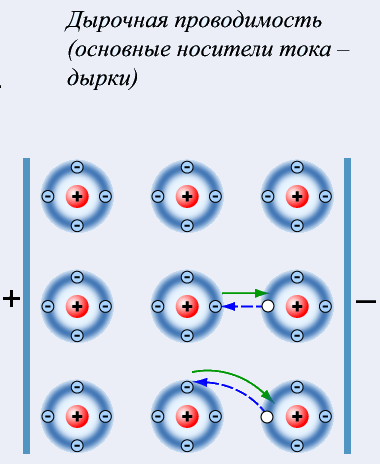 Дырочная проводимость
(основные носители тока –
дырки)
+ –